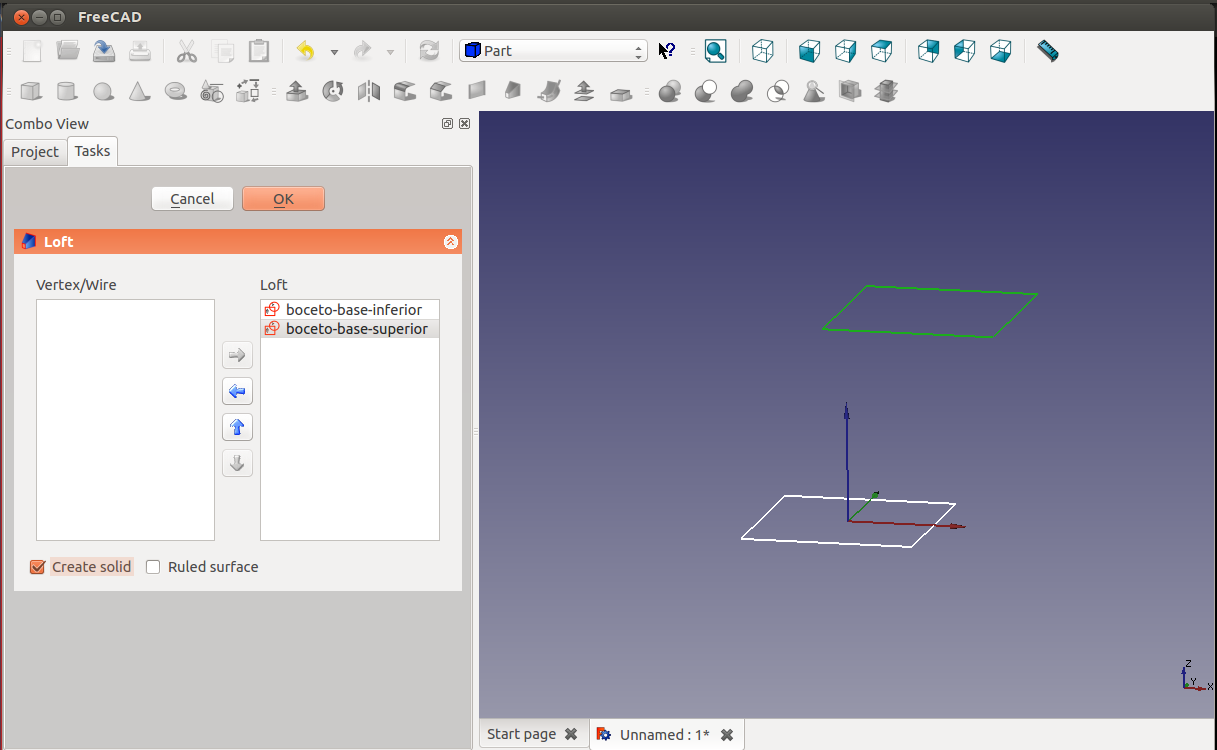 FreeCAD
Part
Combo View
Project
Tasks
Cancel
OK
Loft
Vertex/Wire
Loft
boceto-base-inferior
boceto-base-superior
Create solid
Ruled surface
Z
Y
X
Start page
Unnamed : 1*